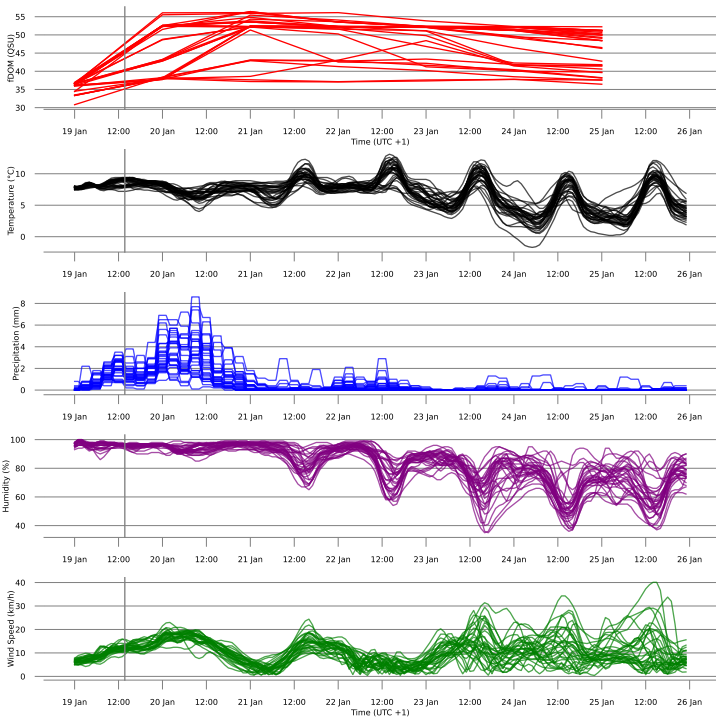 fDOM (QSU)
55
50
45
40
35
30
19 Jan 12:00 20 Jan 12:00 21 Jan 12:00 22 Jan 12:00 23 Jan 12:00 24 Jan 12:00 25 Jan 12:00 26 Jan
Time (UTC +1)
Temperature (°C)
10
5
0
19 Jan 12:00 20 Jan 12:00 21 Jan 12:00 22 Jan 12:00 23 Jan 12:00 24 Jan 12:00 25 Jan 12:00 26 Jan
Precipitation (mm)
8
6
4
2
0
19 Jan 12:00 20 Jan 12:00 21 Jan 12:00 22 Jan 12:00 23 Jan 12:00 24 Jan 12:00 25 Jan 12:00 26 Jan
Humidity (%)
100
80
60
40
19 Jan 12:00 20 Jan 12:00 21 Jan 12:00 22 Jan 12:00 23 Jan 12:00 24 Jan 12:00 25 Jan 12:00 26 Jan
Wind Speed (km/h)
40
30
20
10
0
19 Jan 12:00 20 Jan 12:00 21 Jan 12:00 22 Jan 12:00 23 Jan 12:00 24 Jan 12:00 25 Jan 12:00 26 Jan
Time (UTC +1)